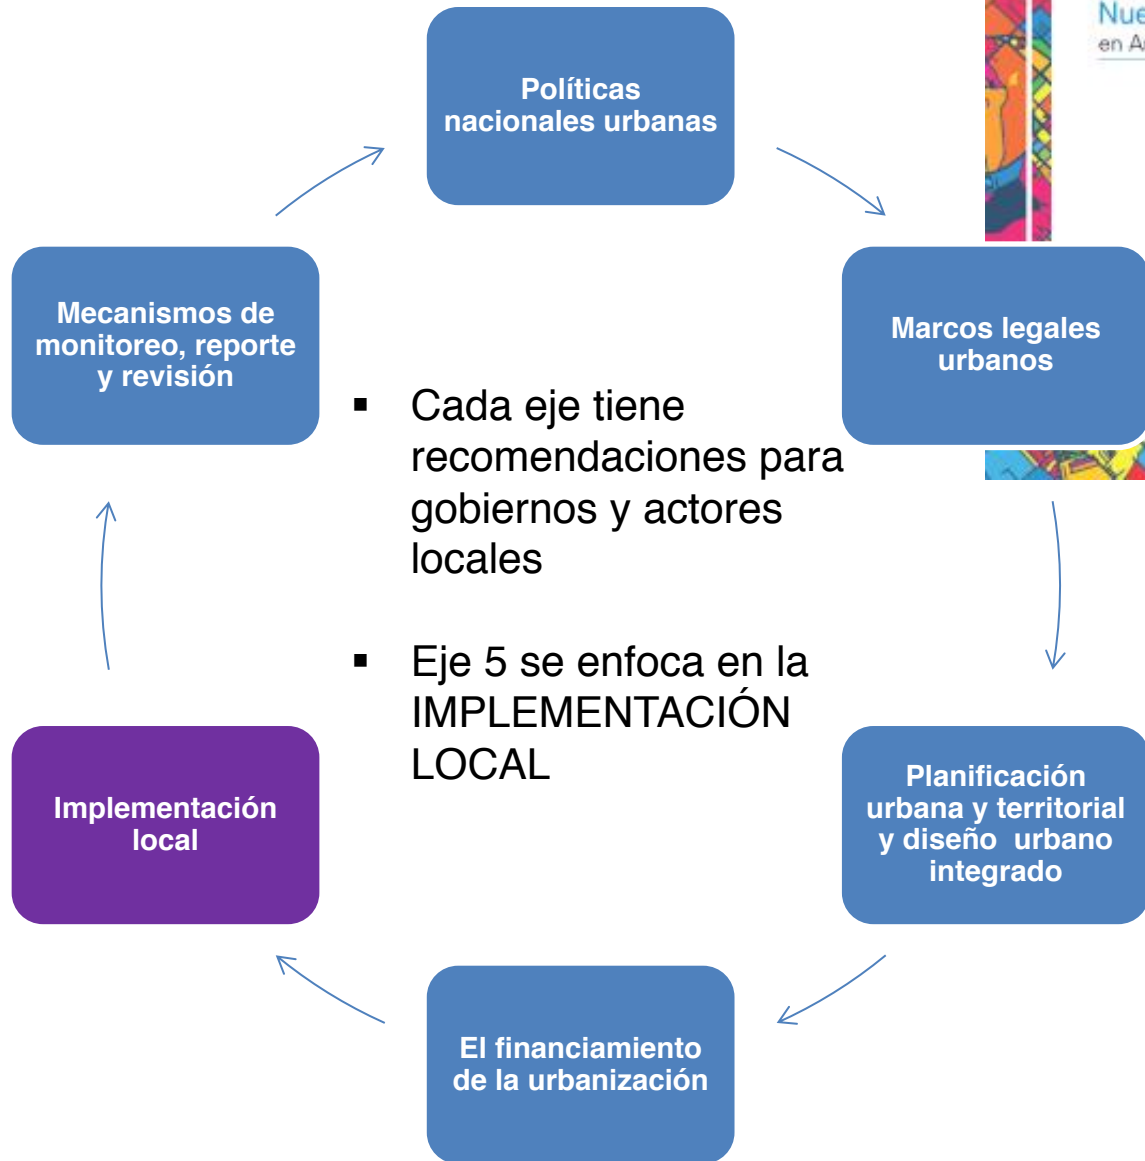 Políticas
nacionales urbanas
Marcos legales
urbanos
Planificación
urbana y territorial
y diseño urbano
integrado
El financiamiento
de la urbanización
Implementación
local
Mecanismos de
monitoreo, reporte
y revisión
▪ Cada eje tiene
recomendaciones para
gobiernos y actores
locales
▪ Eje 5 se enfoca en la
IMPLEMENTACIÓN
LOCAL
en